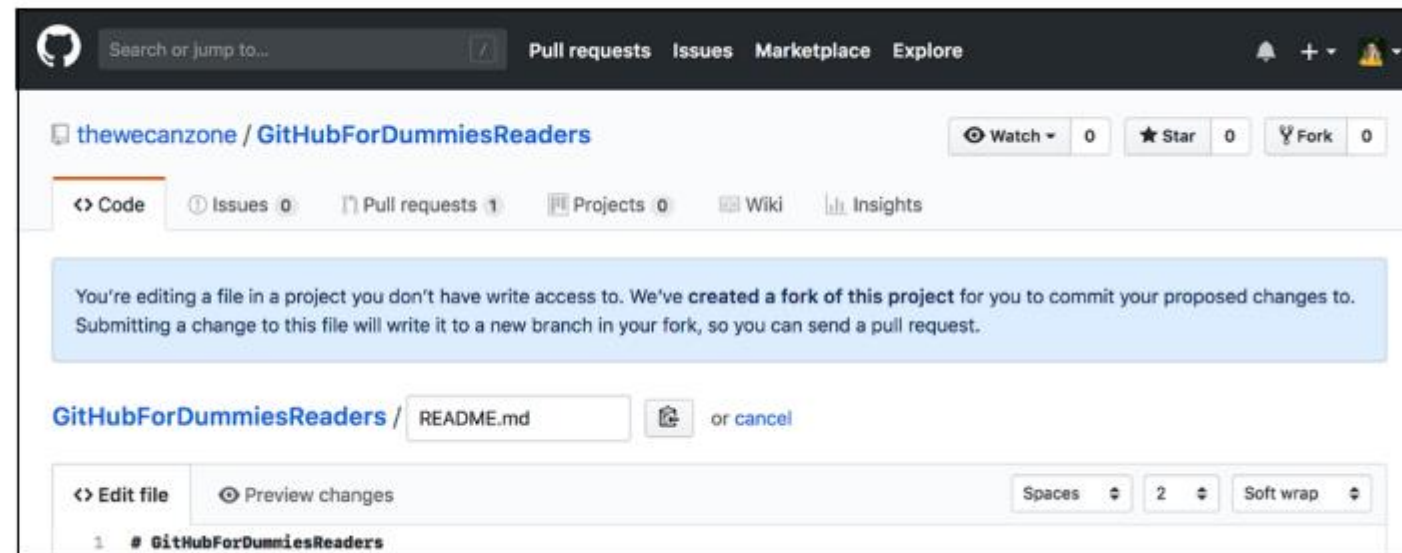 Search or jump to... /
Pull requests Issues Marketplace Explore
thewecanzone / GitHubForDummiesReaders
Watch 0 Star 0 Fork 0
<> Code Issues 0 Pull requests 1 Projects 0 Wiki Insights
You're editing a file in a project you don't have write access to. We've created a fork of this project for you to commit your proposed changes to.
Submitting a change to this file will write it to a new branch in your fork, so you can send a pull request.
GitHubForDummiesReaders / README.md or cancel
<> Edit file Preview changes Spaces 2 Soft wrap
1 # GitHubForDummiesReaders